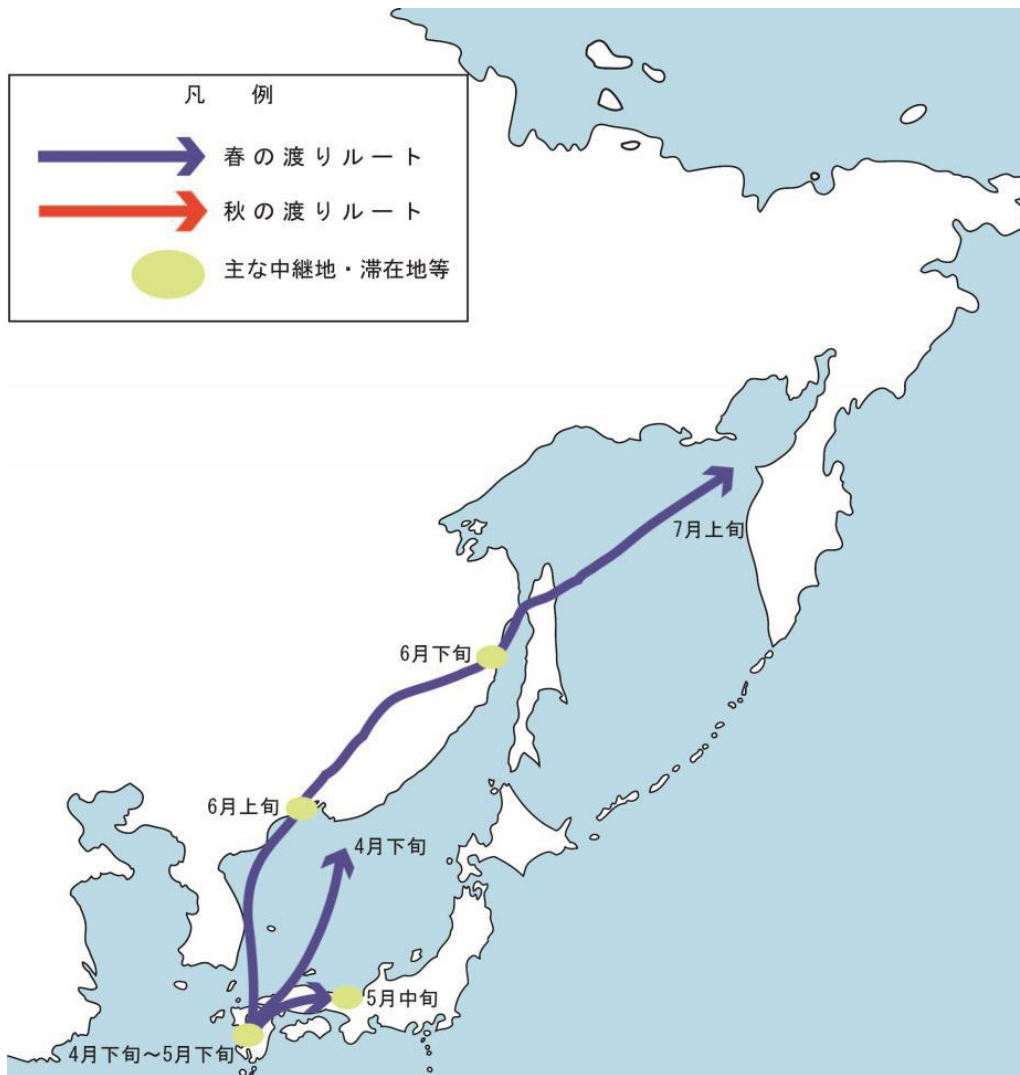 凡　例
春の渡りルート
秋の渡りルート
主な中継地・滞在地等
7月上旬
6月下旬
6月上旬
4月下旬
5月中旬
4月下旬～5月下旬